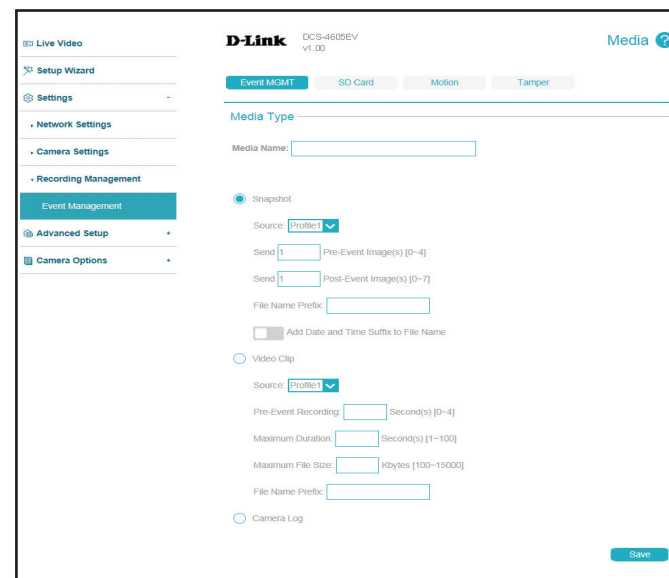 Live Video
Setup Wizard
Settings -
Network Settings
Camera Settings
Recording Management
Event Management
Advanced Setup +
Camera Options +
D-Link DCS-4605EV
v1.00
Media ?
Event MGMT SD Card Motion Tamper
Media Type
Media Name:
Snapshot
Source: Profile1
Send 1 Pre-Event Image(s) [0~4]
Send 1 Post-Event Image(s) [0~7]
File Name Prefix:
Add Date and Time Suffix to File Name
Video Clip
Source: Profile1
Pre-Event Recording: Second(s) [0~4]
Maximum Duration: Second(s) [1~100]
Maximum File Size: Kbytes [100~15000]
File Name Prefix:
Camera Log
Save